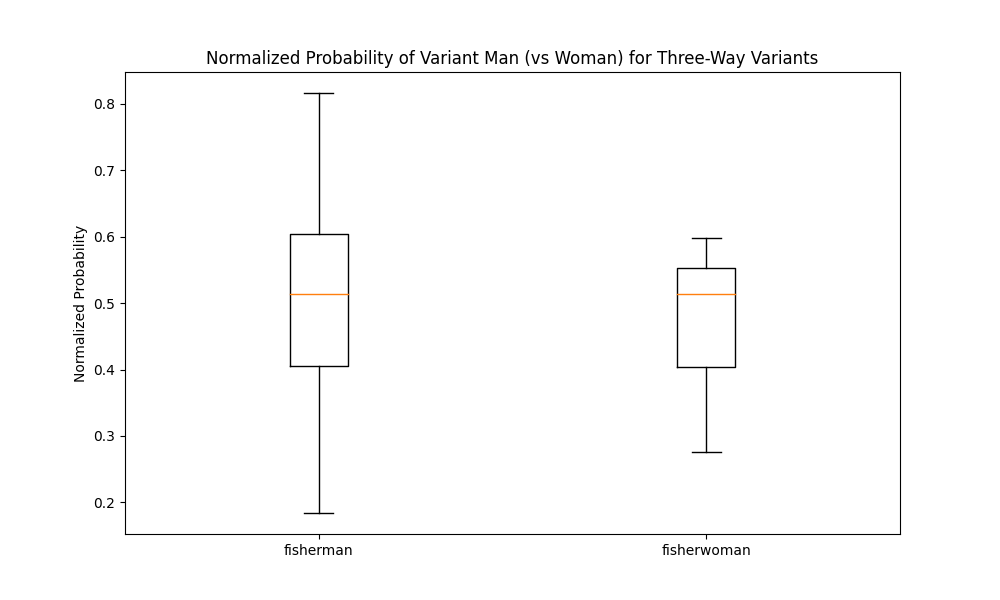 Normalized Probability of Variant Man (vs Woman) for Three-Way Variants
Normalized Probability
0.8
0.7
0.6
0.5
0.4
0.3
0.2
fisherman
fisherwoman